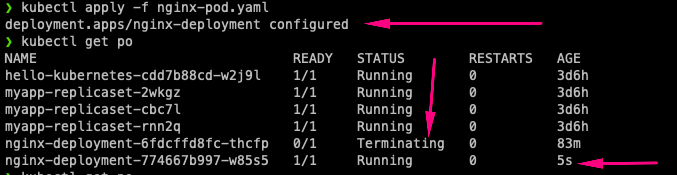 ❯ kubectl apply -f nginx-pod.yaml
deployment.apps/nginx-deployment configured
❯ kubectl get po
NAME READY STATUS RESTARTS AGE
hello-kubernetes-cdd7b88cd-w2j9l 1/1 Running 0 3d6h
myapp-replicaset-2wkgz 1/1 Running 0 3d6h
myapp-replicaset-cbc7l 1/1 Running 0 3d6h
myapp-replicaset-rnn2q 1/1 Running 0 3d6h
nginx-deployment-6fdcffd8fc-thcfp 0/1 Terminating 0 83m
nginx-deployment-774667b997-w85s5 1/1 Running 0 5s